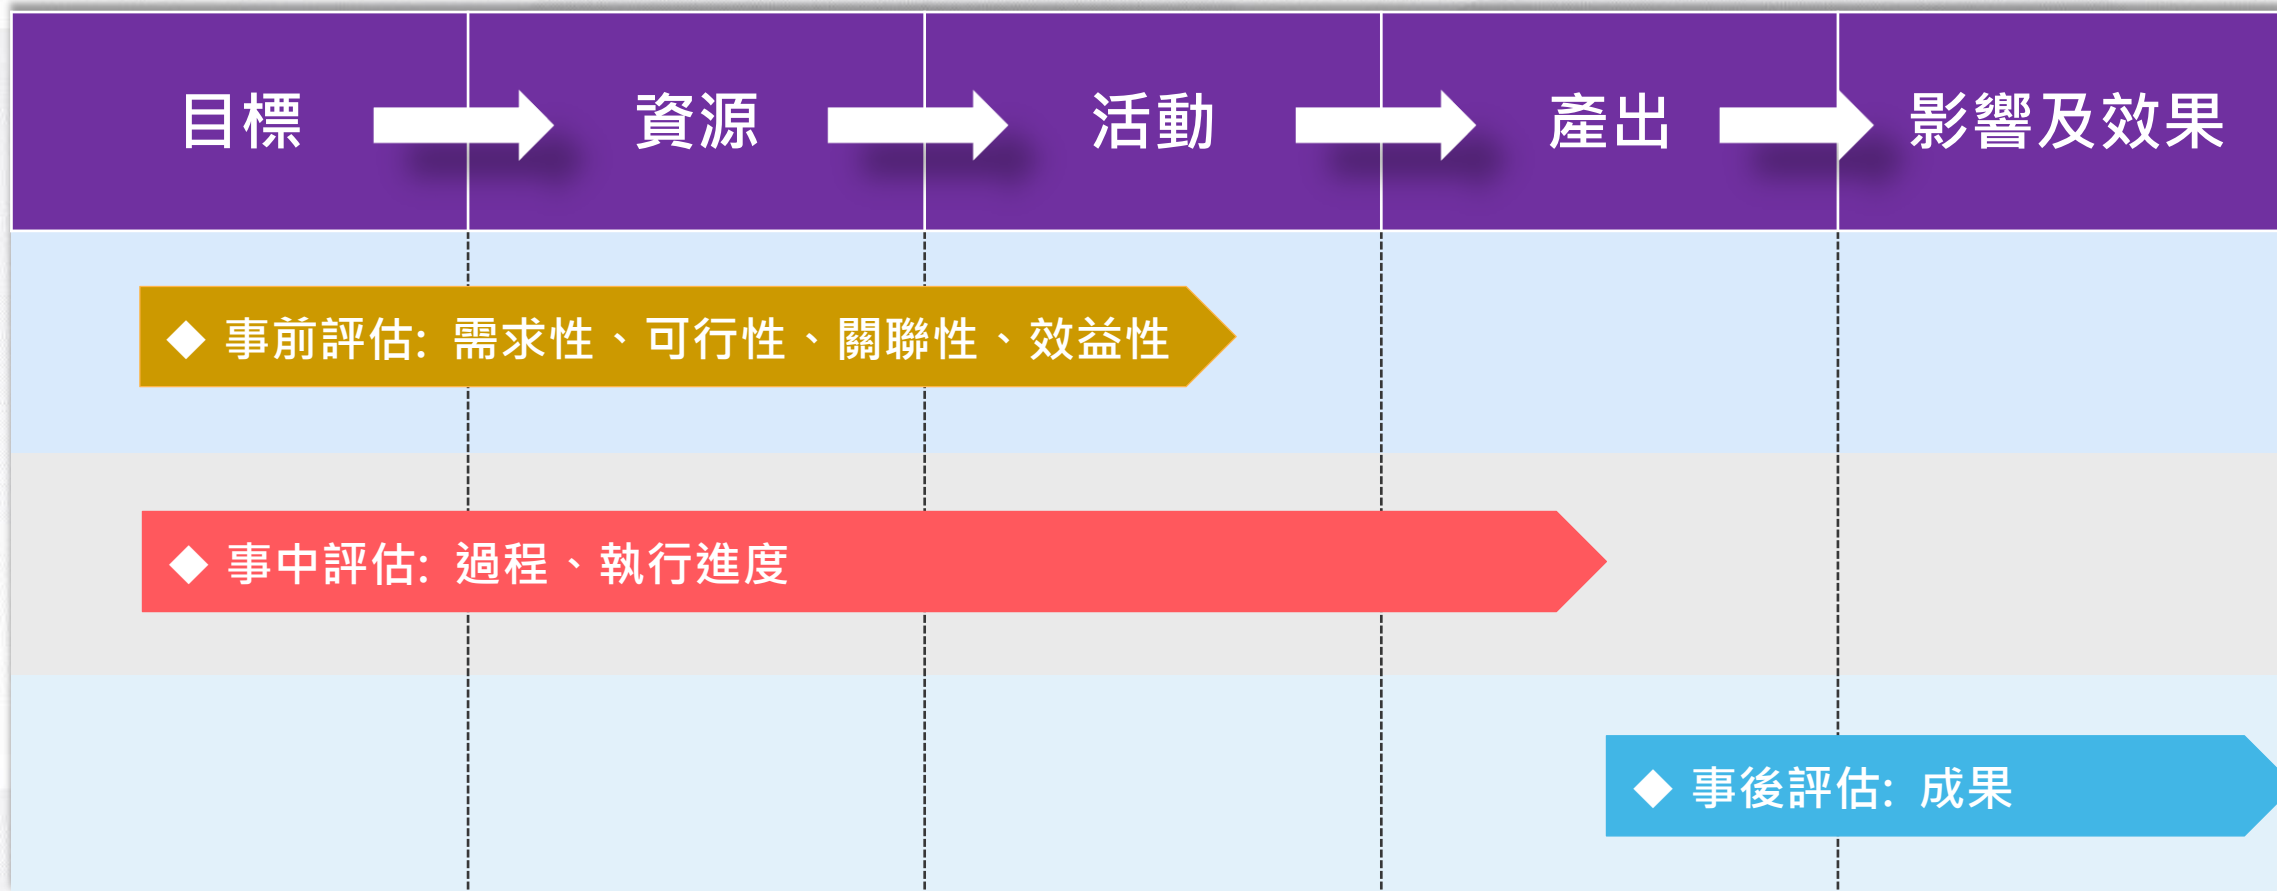 目標 資源 活動 產出 影響及效果
◆ 事前評估: 需求性、可行性、關聯性、效益性
◆ 事中評估: 過程、執行進度
◆ 事後評估: 成果